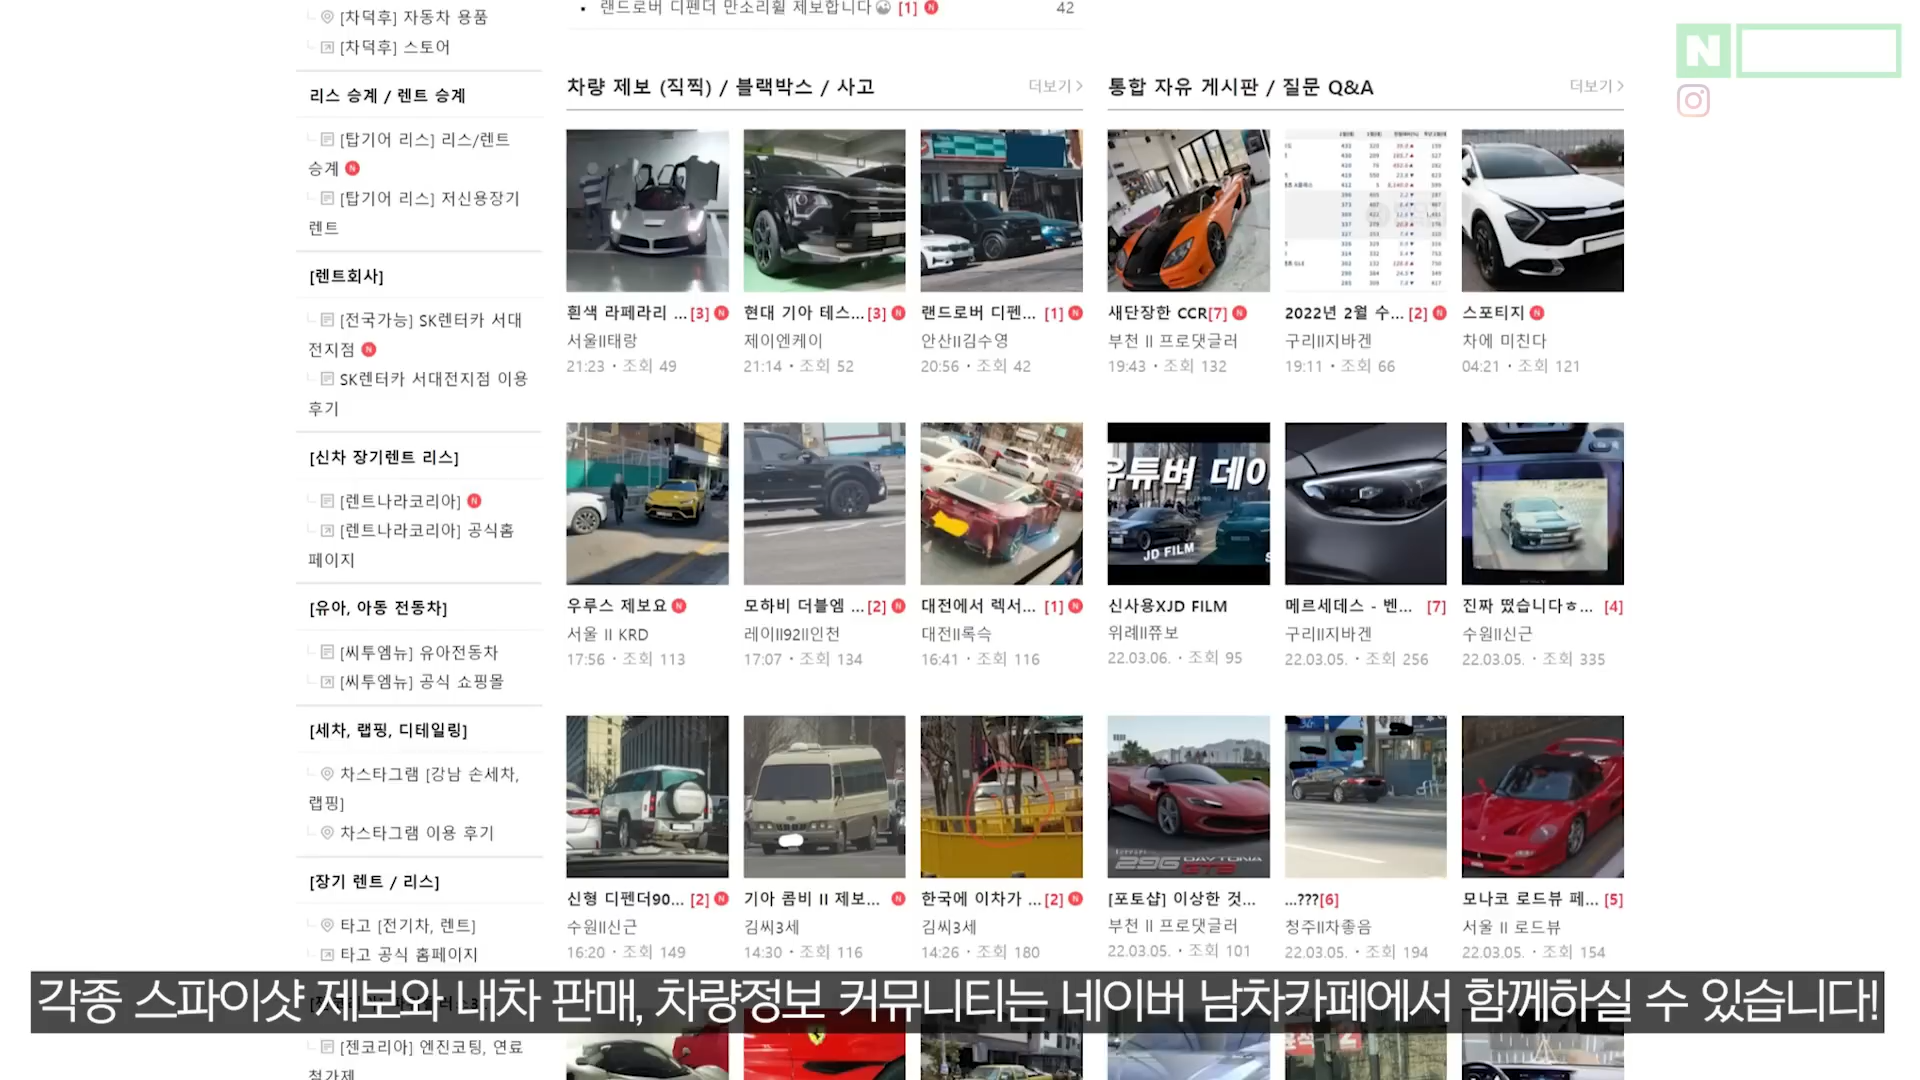 [차덕후] 자동차 용품
[차덕후] 스토어
리스 승계 / 렌트 승계
[탑기어 리스] 리스/렌트
승계 N
[탑기어 리스] 저신용장기
렌트
[렌트회사]
[전국가능] SK렌터카 서대
전지점 N
SK렌터카 서대전지점 이용
후기
[신차 장기렌트 리스]
[렌트나라코리아] N
[렌트나라코리아] 공식홈
페이지
[유아, 아동 전동차]
[씨투엠뉴] 유아전동차
[씨투엠뉴] 공식 쇼핑몰
[세차, 랩핑, 디테일링]
차스타그램 [강남 손세차,
랩핑]
차스타그램 이용 후기
[장기 렌트 / 리스]
타고 [전기차, 렌트]
타고 공식 홈페이지
[젠코리아] 엔진코팅, 연료
첨가제
랜드로버 디펜더 만소리휠 제보합니다 [1] N 42
차량 제보 (직찍) / 블랙박스 / 사고 더보기
흰색 라페라리 ... [3] N
서울II태랑
21:23 · 조회 49
현대 기아 테스... [3] N
제이엔케이
21:14 · 조회 52
랜드로버 디펜... [1] N
안산II김수영
20:56 · 조회 42
우루스 제보요 N
서울 II KRD
17:56 · 조회 113
모하비 더블엠 ... [2] N
레이II92II인천
17:07 · 조회 134
대전에서 렉서... [1] N
대전II록숙
16:41 · 조회 116
신형 디펜더90... [2] N
수원II신근
16:20 · 조회 149
기아 콤비 II 제보... N
김씨3세
14:30 · 조회 116
한국에 이차가 ... [2] N
김씨3세
14:26 · 조회 180
통합 자유 게시판 / 질문 Q&A 더보기
새단장한 CCR[7] N
부천 II 프로댓글러
19:43 · 조회 132
2022년 2월 수... [2] N
구리II지바겐
19:11 · 조회 66
스포티지 N
차에 미친다
04:21 · 조회 121
유튜버 데이
JD FILM
신사용XJD FILM
위례II쮸보
22.03.06. · 조회 95
메르세데스 - 벤... [7]
구리II지바겐
22.03.05. · 조회 256
진짜 떴습니다ㅎ... [4]
수원II신근
22.03.05. · 조회 335
296 DAYTONA
GTB
[포토샵] 이상한 것...
부천 II 프로댓글러
22.03.05. · 조회 101
...???[6]
청주II차좋음
22.03.05. · 조회 194
모나코 로드뷰 페... [5]
서울 II 로드뷰
22.03.05. · 조회 154
N
각종 스파이샷 제보와 내차 판매, 차량정보 커뮤니티는 네이버 남차카페에서 함께하실 수 있습니다!